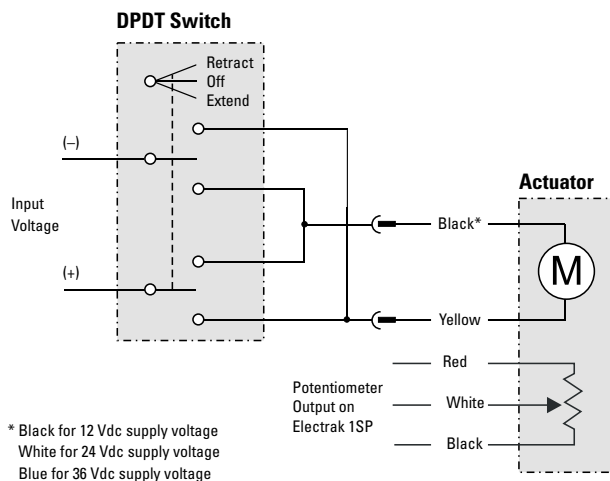 DPDT Switch
Retract
Off
Extend
(–)
Input
Voltage
(+)
Actuator
Black*
M
Yellow
Red
Potentiometer
Output on
Electrak 1SP
White
Black
* Black for 12 Vdc supply voltage
White for 24 Vdc supply voltage
Blue for 36 Vdc supply voltage